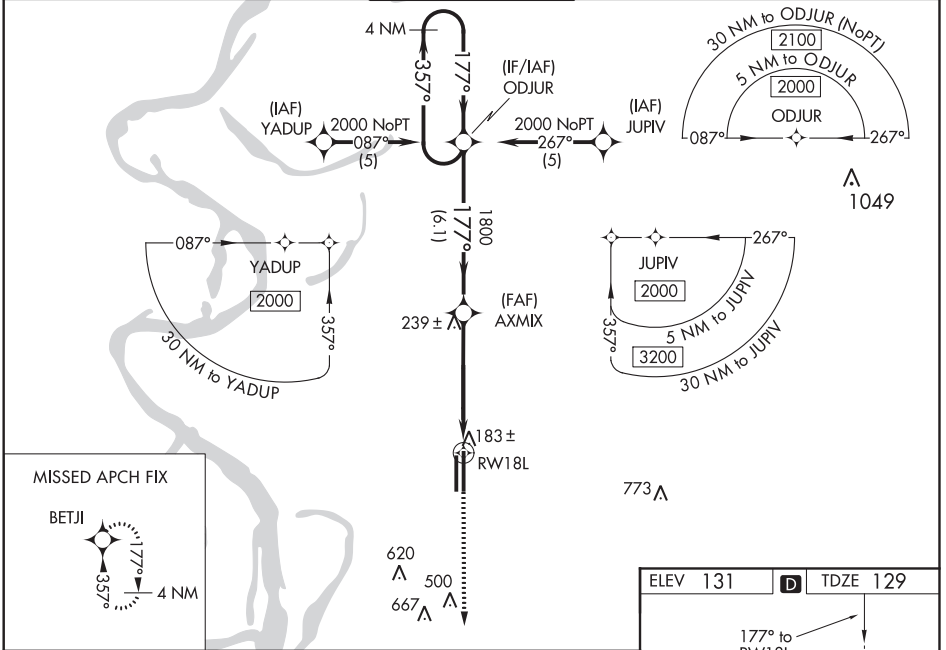 4 NM
357°
177°
(IF/IAF)
ODJUR
(IAF)
YADUP
2000 NoPT
087°
(5)
2000 NoPT
267°
(5)
(IAF)
JUPIV
30 NM to ODJUR (NoPT)
2100
5 NM to ODJUR
2000
ODJUR
087°
267°
1049
1800
177°
(6.1)
087°
YADUP
2000
357°
30 NM to YADUP
267°
JUPIV
2000
357°
5 NM to JUPIV
3200
30 NM to JUPIV
(FAF)
AXMIX
239 ±
183 ±
RW18L
MISSED APCH FIX
BETJI
177°
357°
4 NM
773
620
500
667
ELEV 131 D TDZE 129
177° to
RW18L